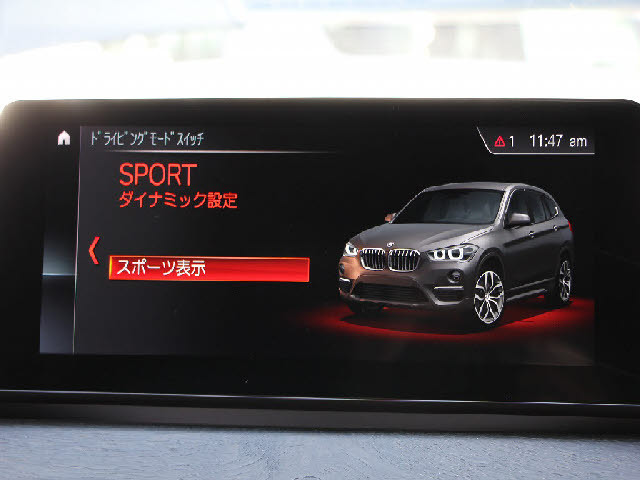 ドライビングモードスイッチ
1 11:47 am
SPORT
ダイナミック設定
スポーツ表示